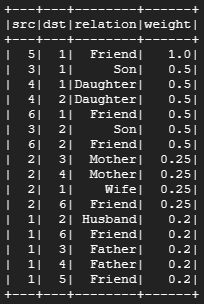 +---+---+--------+------+
|src|dst|relation|weight|
+---+---+--------+------+
|  5|  1|  Friend|   1.0|
|  3|  1|     Son|   0.5|
|  4|  1|Daughter|   0.5|
|  4|  2|Daughter|   0.5|
|  6|  1|  Friend|   0.5|
|  3|  2|     Son|   0.5|
|  6|  2|  Friend|   0.5|
|  2|  3|  Mother|  0.25|
|  2|  4|  Mother|  0.25|
|  2|  1|    Wife|  0.25|
|  2|  6|  Friend|  0.25|
|  1|  2| Husband|   0.2|
|  1|  6|  Friend|   0.2|
|  1|  3|  Father|   0.2|
|  1|  4|  Father|   0.2|
|  1|  5|  Friend|   0.2|
+---+---+--------+------+